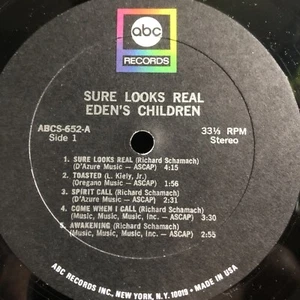 abc
RECORDS
SURE LOOKS REAL
EDEN'S CHILDREN
ABCS-652-A
Side 1
33⅓ RPM
Stereo
1. SURE LOOKS REAL (Richard Schamach)
(D'Azure Music — ASCAP) 4:15
2. TOASTED (L. Kiely, Jr.)
(Oregano Music — ASCAP) 1:56
3. SPIRIT CALL (Richard Schamach)
(D'Azure Music — ASCAP) 2:31
4. COME WHEN I CALL (Richard Schamach)
(Music, Music, Music, Inc. — ASCAP) 3:30
5. AWAKENING (Richard Schamach)
(Music, Music, Music, Inc. — ASCAP) 2:55
ABC RECORDS INC., NEW YORK, N.Y. 10019 • MADE IN USA